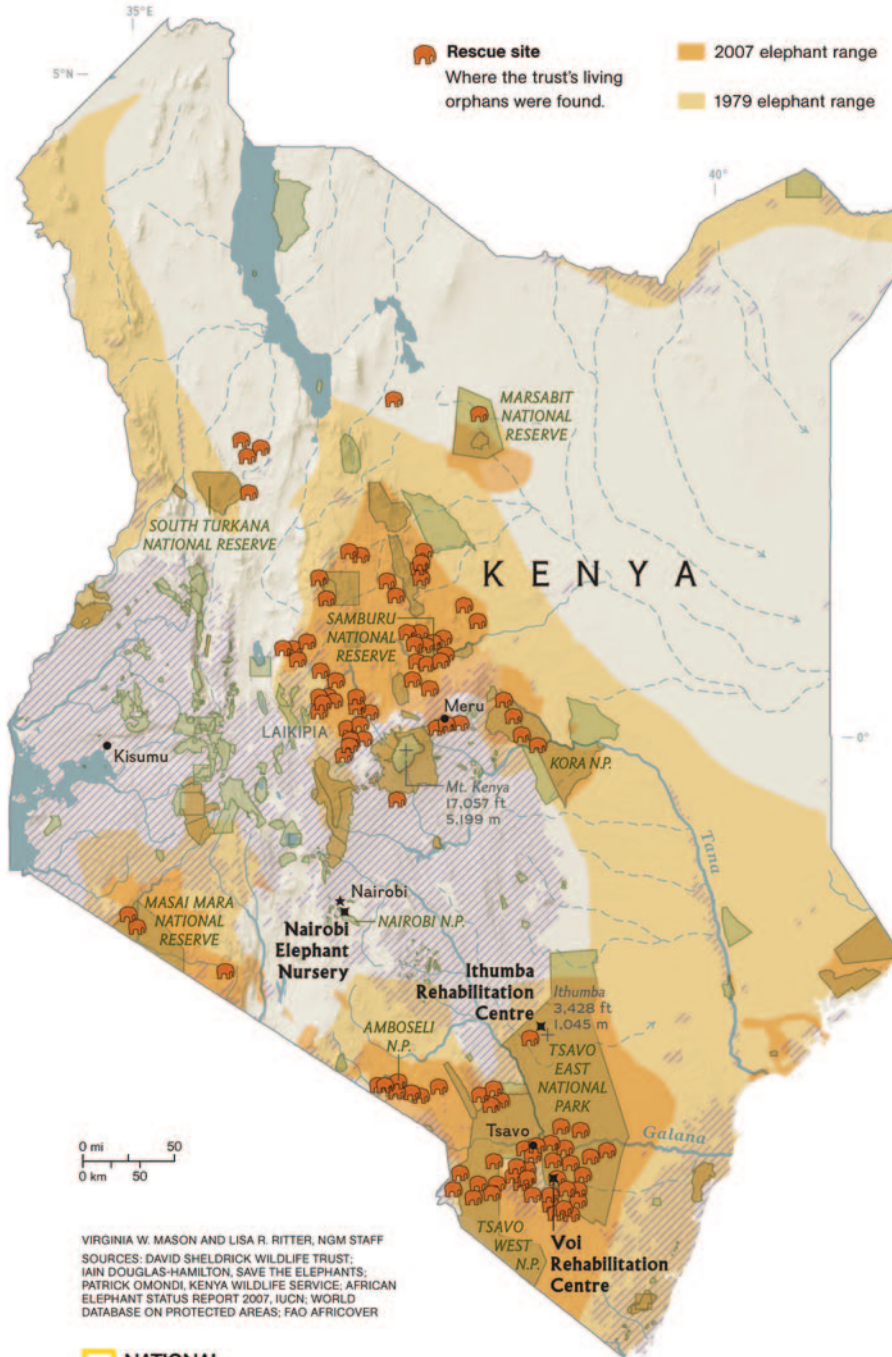 35°E
5°N
Rescue site
Where the trust's living
orphans were found.
2007 elephant range
1979 elephant range
40°
MARSABIT
NATIONAL
RESERVE
SOUTH TURKANA
NATIONAL RESERVE
KENYA
SAMBURU
NATIONAL
RESERVE
Meru
LAIKIPIA
Kisumu
0°
KORA N.P.
Mt. Kenya
17,057 ft
5,199 m
Tana
MASAI MARA
NATIONAL
RESERVE
Nairobi
NAIROBI N.P.
Nairobi
Elephant
Nursery
Ithumba
Rehabilitation
Centre
Ithumba
3,428 ft
1,045 m
AMBOSELI
N.P.
TSAVO
EAST
NATIONAL
PARK
Tsavo
Galana
0 mi 50
0 km 50
TSAVO
WEST
N.P.
Voi
Rehabilitation
Centre
VIRGINIA W. MASON AND LISA R. RITTER, NGM STAFF
SOURCES: DAVID SHELDRICK WILDLIFE TRUST;
IAIN DOUGLAS-HAMILTON, SAVE THE ELEPHANTS;
PATRICK OMONDI, KENYA WILDLIFE SERVICE; AFRICAN
ELEPHANT STATUS REPORT 2007, IUCN; WORLD
DATABASE ON PROTECTED AREAS; FAO AFRICOVER
NATIONAL